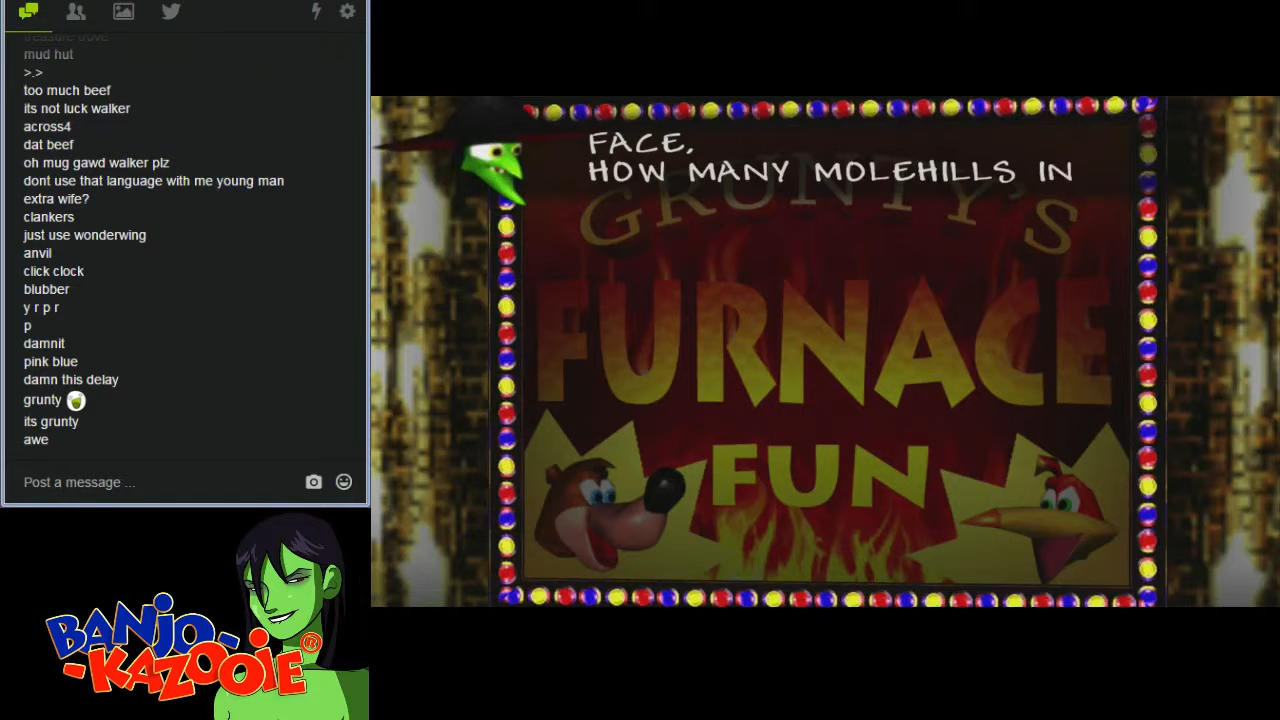 treasure trove
mud hut
>.>
too much beef
its not luck walker
across4
dat beef
oh mug gawd walker plz
dont use that language with me young man
extra wife?
clankers
just use wonderwing
anvil
click clock
blubber
y r p r
p
damnit
pink blue
damn this delay
grunty
its grunty
awe
Post a message ...
BANJO-
-KAZOOIE®
FACE,
HOW MANY MOLEHILLS IN
GRUNTY'S
FURNACE
FUN